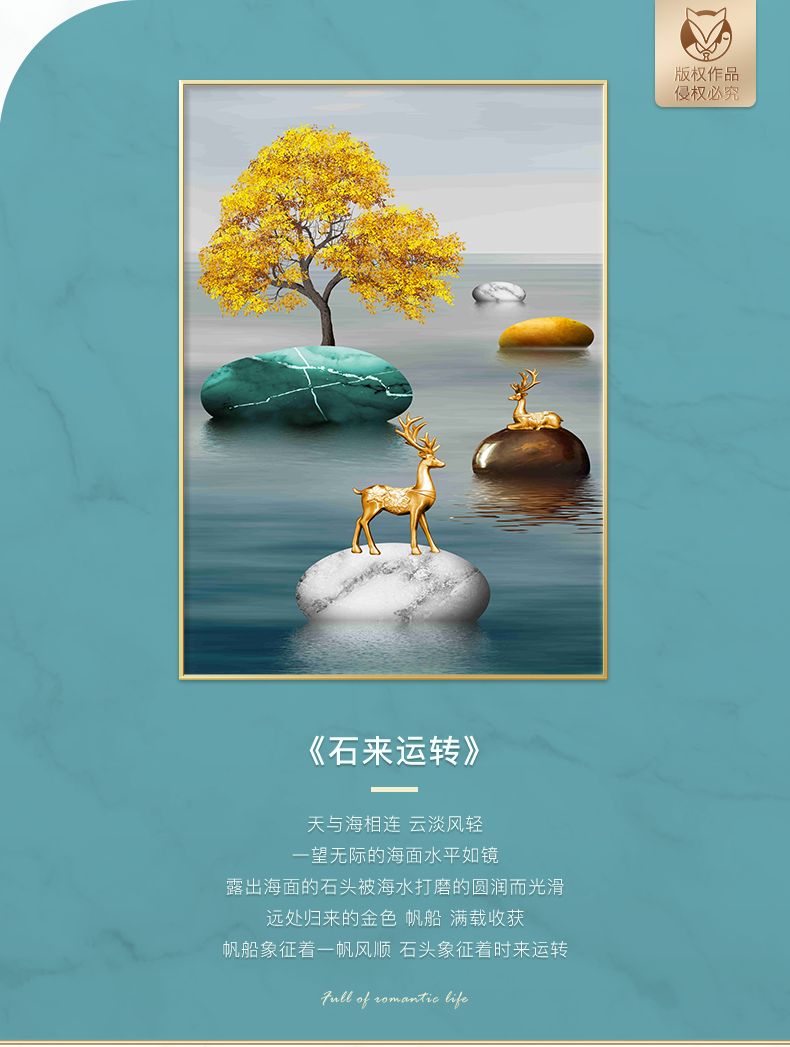 版权作品
侵权必究
《石来运转》
天与海相连 云淡风轻
一望无际的海面水平如镜
露出海面的石头被海水打磨的圆润而光滑
远处归来的金色 帆船 满载收获
帆船象征着一帆风顺 石头象征着时来运转
Full of romantic life